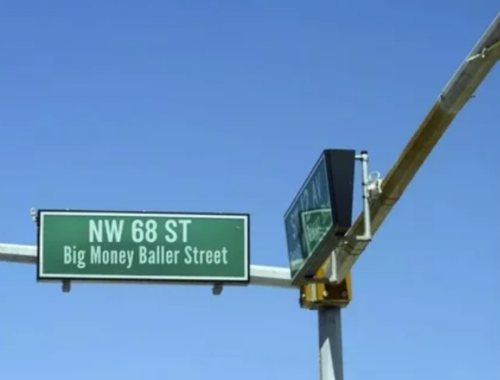 NW 68 ST
Big Money Baller Street